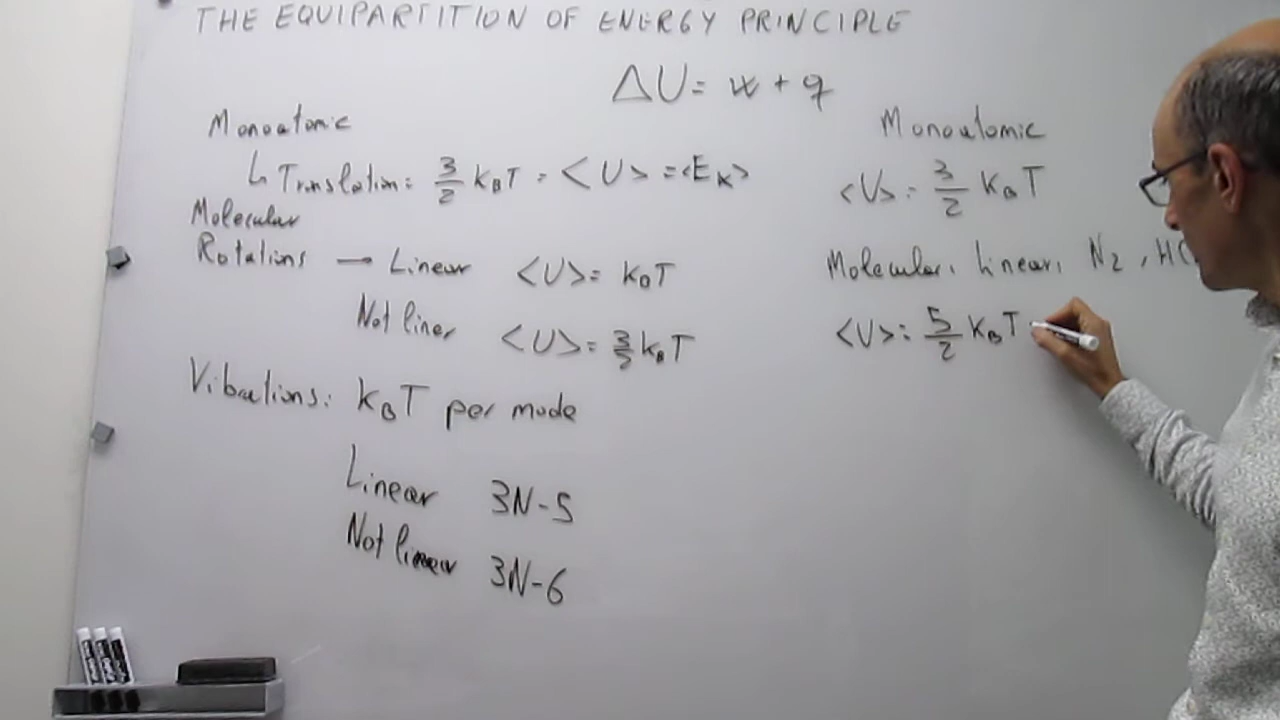 THE EQUIPARTITION OF ENERGY PRINCIPLE
ΔU = w + q
Monoatomic
↳ Translation: 3/2 KBT = <U> = <EK>
Molecular
Rotations — Linear <U> = KBT
Not liner <U> = 3/2 KBT
Vibrations: KBT per mode
Linear 3N-5
Not linear 3N-6
Monoatomic
<U> = 3/2 KBT
Molecular. Linear, N2, HC
<U> = 5/2 KBT